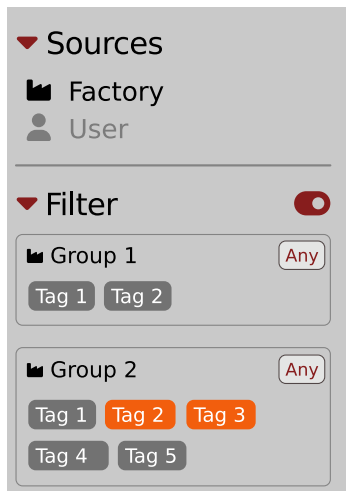 Sources
Factory
User
Filter
Group 1 Any
Tag 1 Tag 2
Group 2 Any
Tag 1 Tag 2 Tag 3
Tag 4 Tag 5